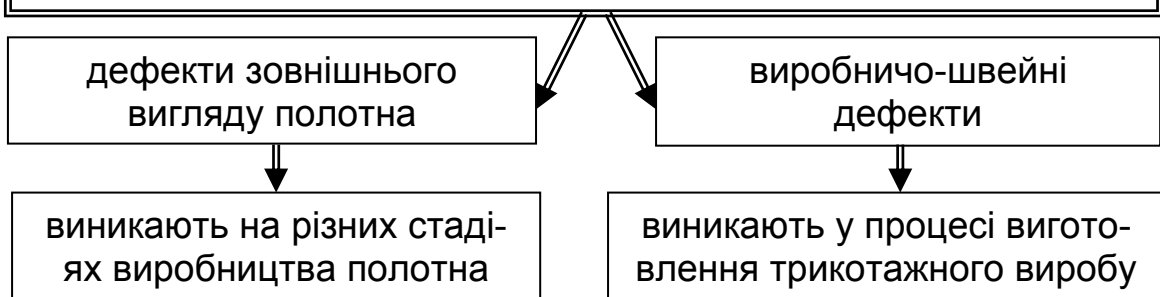 дефекти зовнішнього
вигляду полотна
виробничо-швейні
дефекти
виникають на різних стаді-
ях виробництва полотна
виникають у процесі вигото-
влення трикотажного виробу